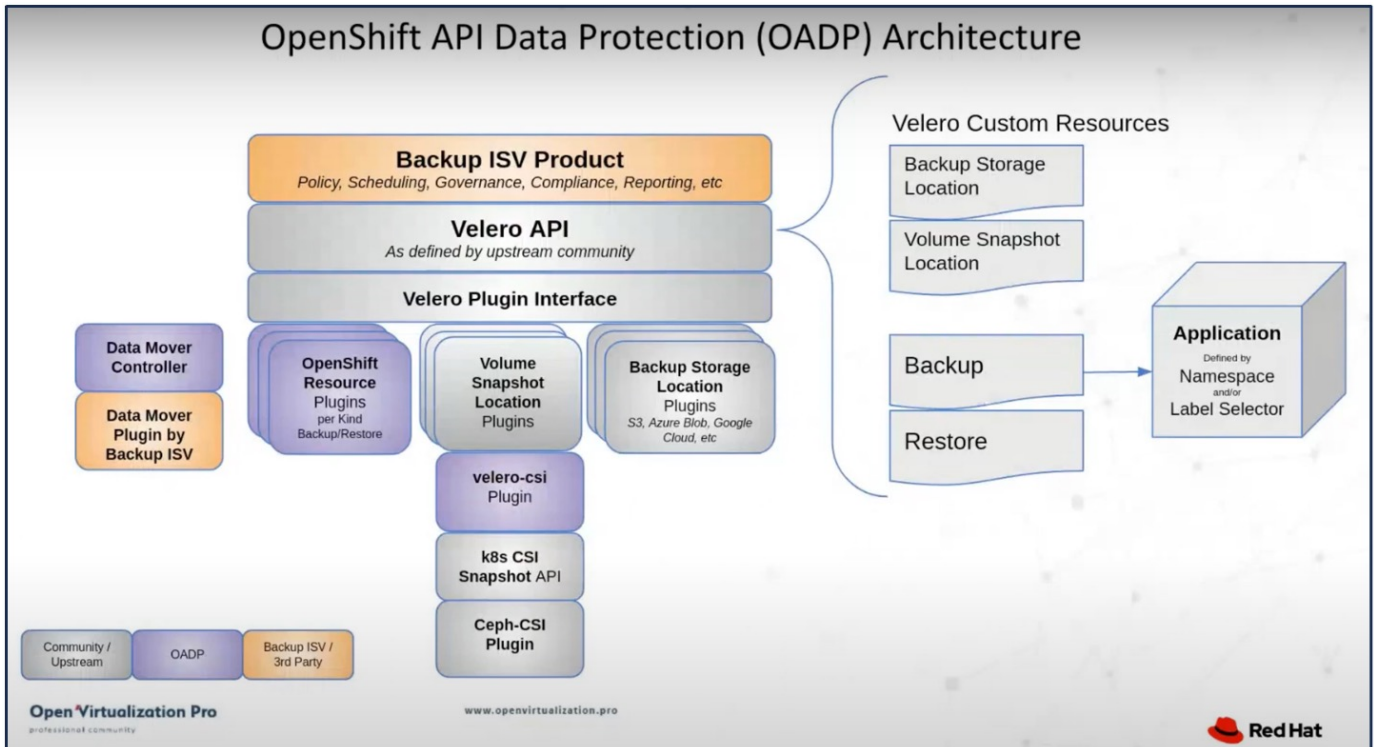 OpenShift API Data Protection (OADP) Architecture
Backup ISV Product
Policy, Scheduling, Governance, Compliance, Reporting, etc
Velero API
As defined by upstream community
Velero Plugin Interface
Data Mover
Controller
Data Mover
Plugin by
Backup ISV
OpenShift
Resource
Plugins
per Kind
Backup/Restore
Volume
Snapshot
Location
Plugins
Backup Storage
Location
Plugins
S3, Azure Blob, Google
Cloud, etc
velero-csi
Plugin
k8s CSI
Snapshot API
Ceph-CSI
Plugin
Velero Custom Resources
Backup Storage
Location
Volume Snapshot
Location
Backup
Restore
Application
Defined by
Namespace
and/or
Label Selector
Community /
Upstream
OADP
Backup ISV /
3rd Party
Open Virtualization Pro
professional community
www.openvirtualization.pro
Red Hat